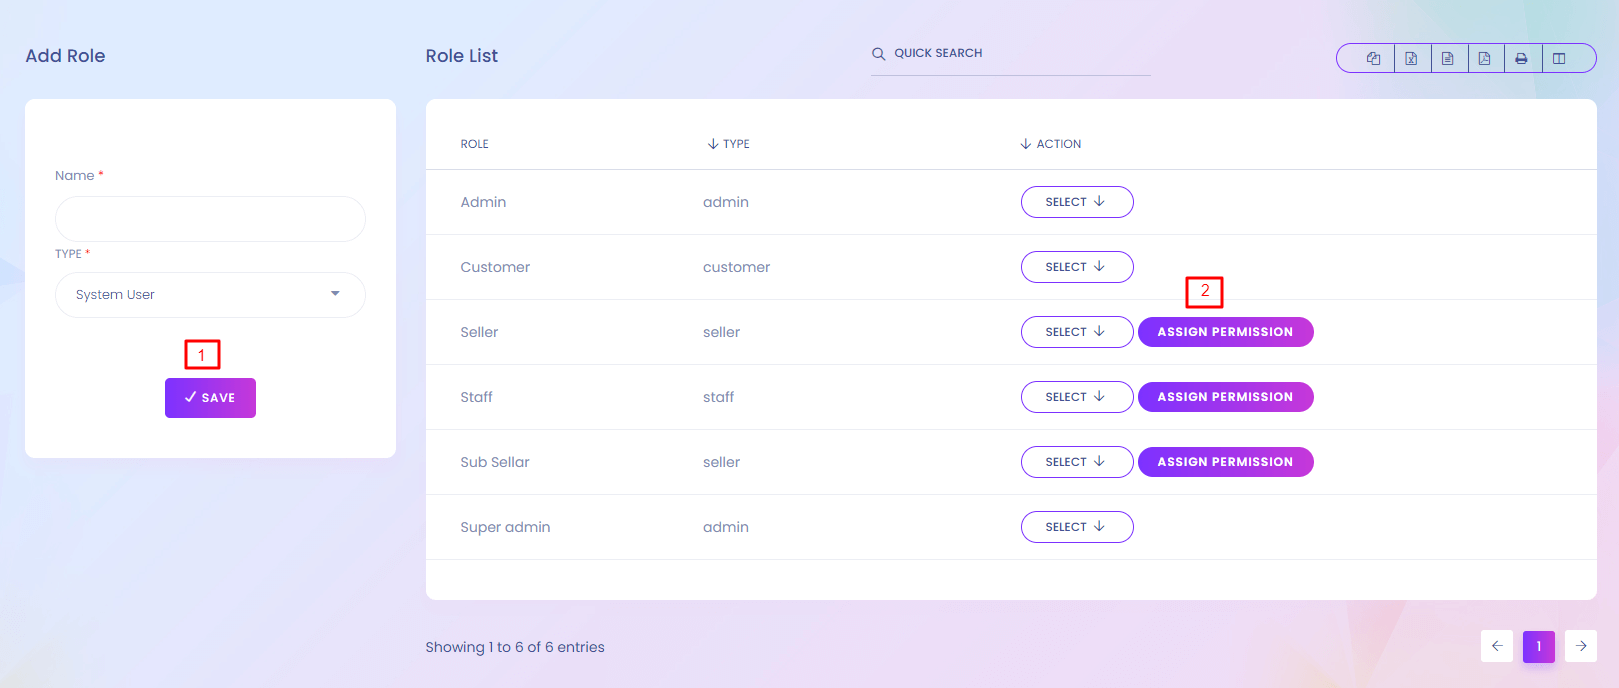 Add Role
Role List
QUICK SEARCH
Name *
TYPE *
System User
1
SAVE
ROLE TYPE ACTION
Admin admin SELECT
Customer customer SELECT
2
Seller seller SELECT ASSIGN PERMISSION
Staff staff SELECT ASSIGN PERMISSION
Sub Sellar seller SELECT ASSIGN PERMISSION
Super admin admin SELECT
Showing 1 to 6 of 6 entries
1